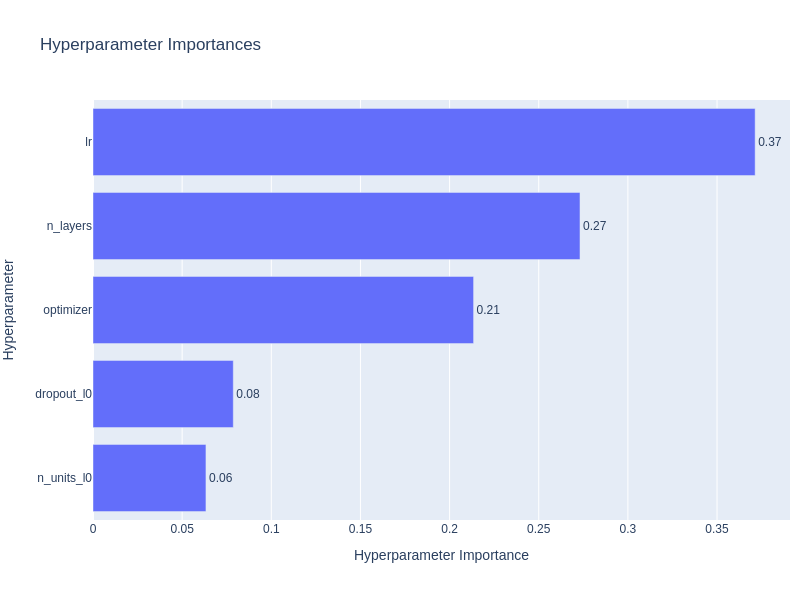 Hyperparameter Importances
lr
0.37
n_layers
0.27
optimizer
0.21
dropout_l0
0.08
n_units_l0
0.06
0 0.05 0.1 0.15 0.2 0.25 0.3 0.35
Hyperparameter Importance
Hyperparameter